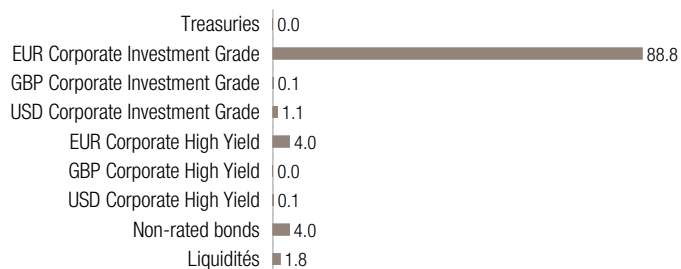 Treasuries 0.0
EUR Corporate Investment Grade 88.8
GBP Corporate Investment Grade 0.1
USD Corporate Investment Grade 1.1
EUR Corporate High Yield 4.0
GBP Corporate High Yield 0.0
USD Corporate High Yield 0.1
Non-rated bonds 4.0
Liquidités 1.8